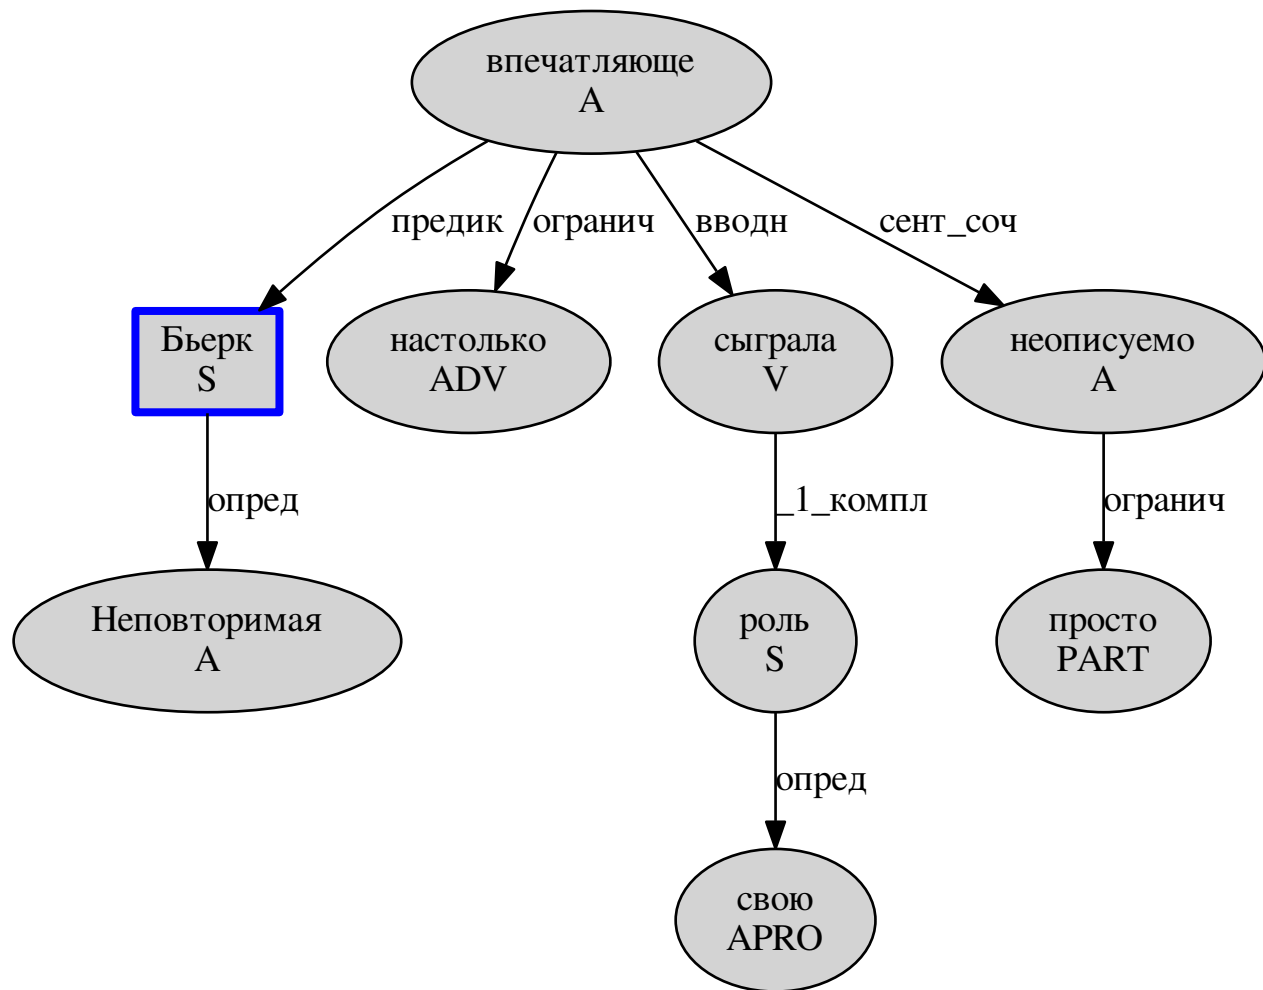 впечатляюще
A
предик
огранич
вводн
сент_соч
Бьерк
S
настолько
ADV
сыграла
V
неописуемо
A
опред
_1_компл
огранич
Неповторимая
A
роль
S
просто
PART
опред
свою
APRO